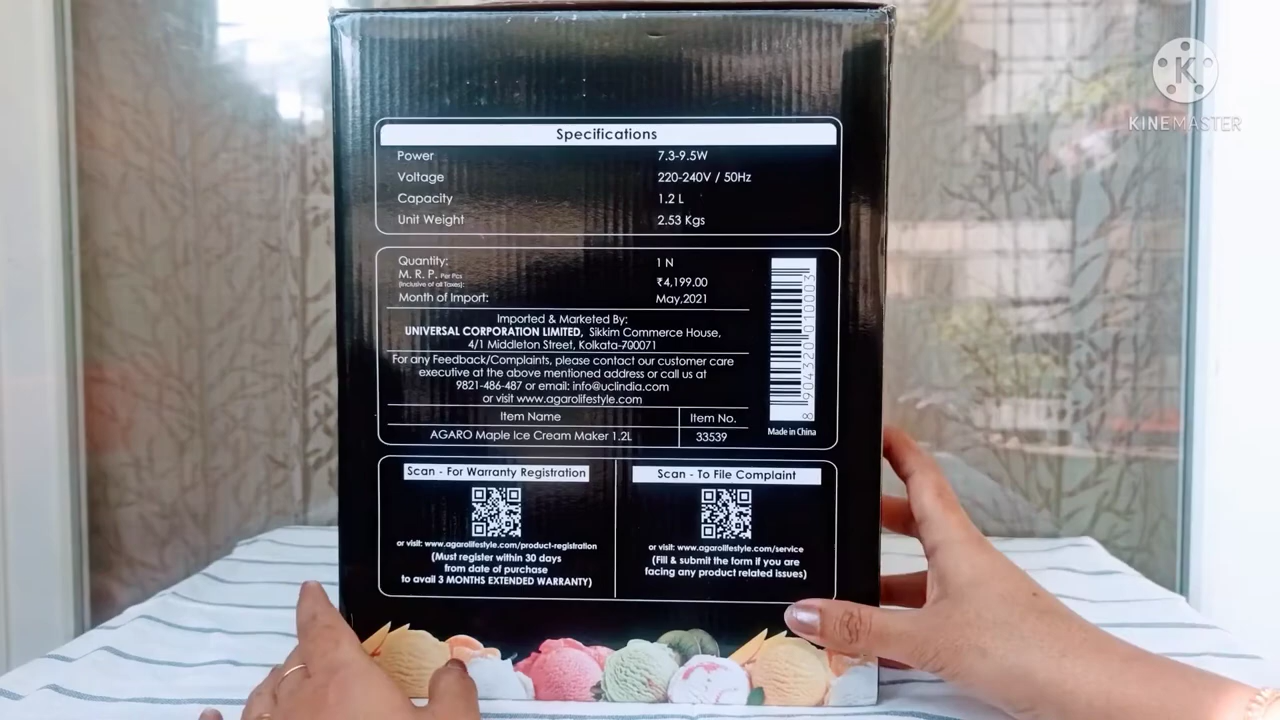 K
KINEMASTER
Specifications
Power 7.3-9.5W
Voltage 220-240V / 50Hz
Capacity 1.2 L
Unit Weight 2.53 Kgs
Quantity: 1 N
M. R. P. Per Pcs ₹4,199.00
(Inclusive of all Taxes):
Month of Import: May,2021
Imported & Marketed By:
UNIVERSAL CORPORATION LIMITED, Sikkim Commerce House,
4/1 Middleton Street, Kolkata-700071
For any Feedback/Complaints, please contact our customer care
executive at the above mentioned address or call us at
9821-486-487 or email: info@uclindia.com
or visit www.agarolifestyle.com
Item Name Item No.
AGARO Maple Ice Cream Maker 1.2L 33539
8 904320 010003
Made in China
Scan - For Warranty Registration
or visit: www.agarolifestyle.com/product-registration
(Must register within 30 days
from date of purchase
to avail 3 MONTHS EXTENDED WARRANTY)
Scan - To File Complaint
or visit: www.agarolifestyle.com/service
(Fill & submit the form if you are
facing any product related issues)